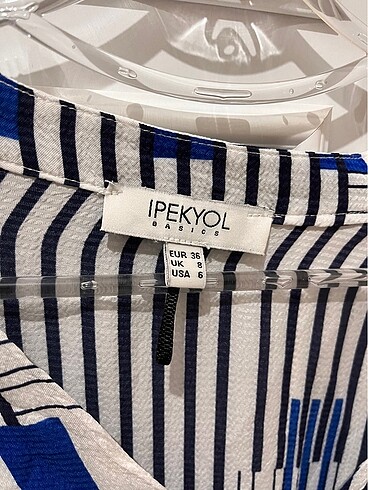 IPEKYOL
BASICS
EUR 36
UK 8
USA 6